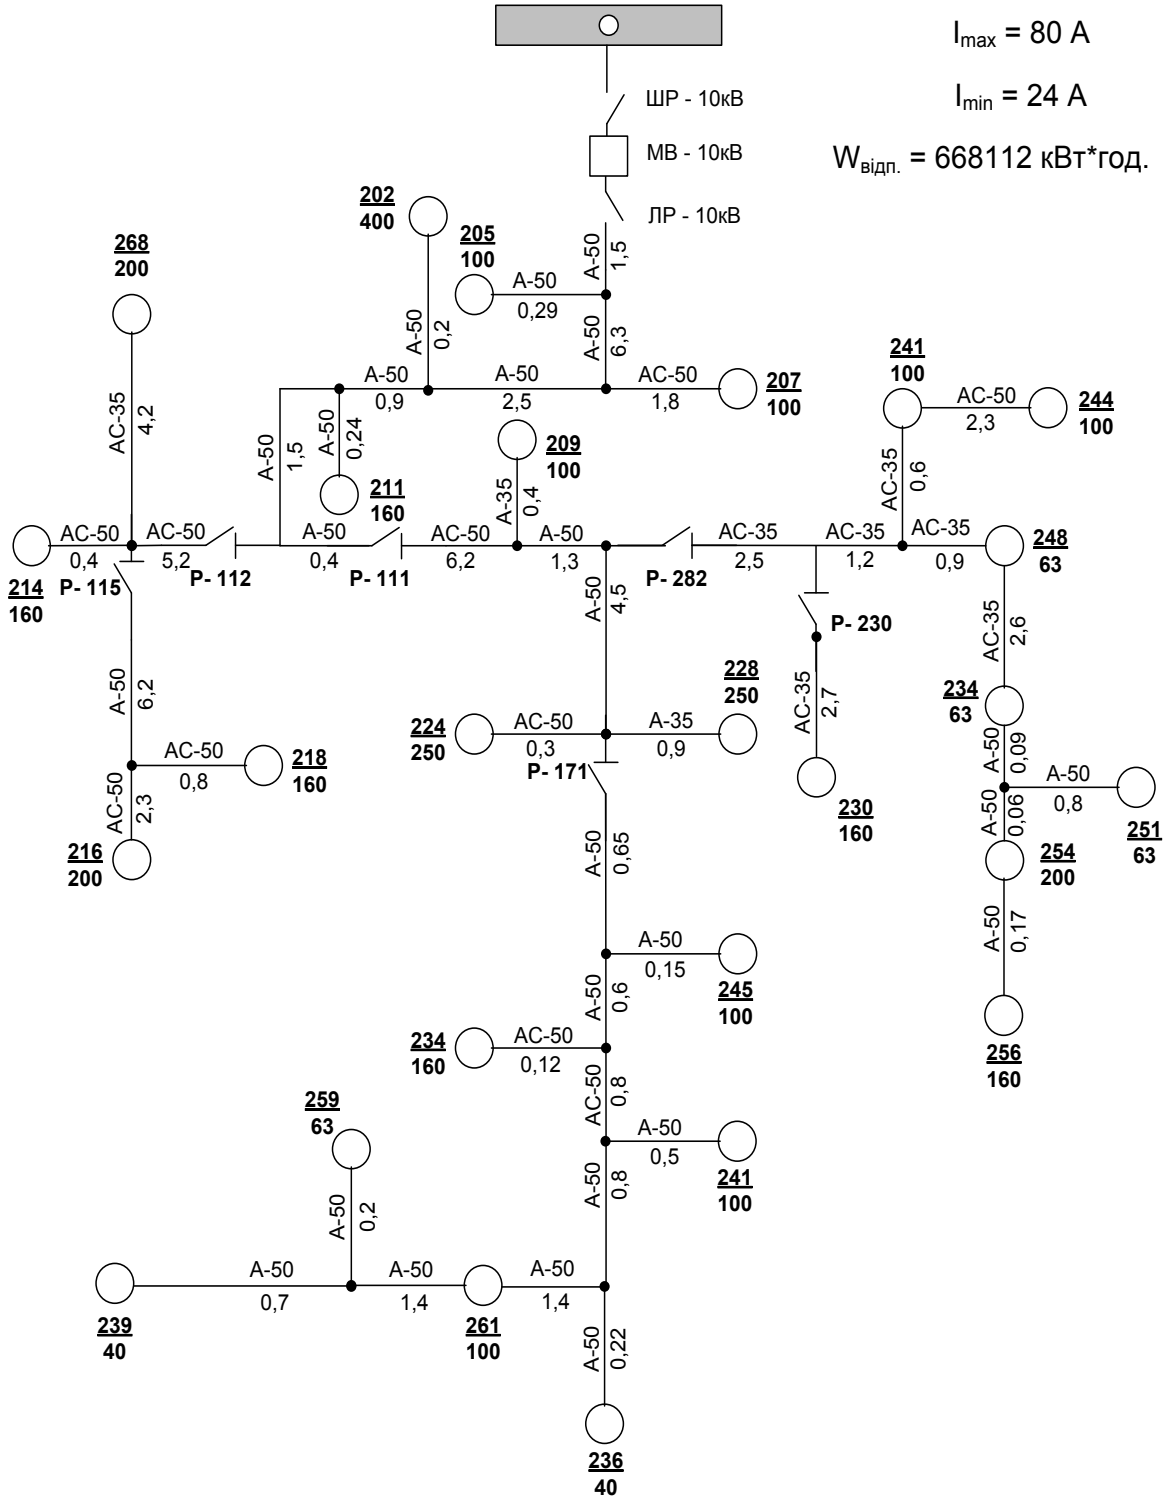 I max = 80 А
I min = 24 А
W відп. = 668112 кВт*год.
ШР - 10кВ
МВ - 10кВ
ЛР - 10кВ
А-50
1,5
202
400
205
100
А-50
0,29
268
200
А-50
0,2
А-50
6,3
АС-35
4,2
А-50
0,9
А-50
2,5
АС-50
1,8
207
100
241
100
АС-50
2,3
244
100
А-50
1,5
А-50
0,24
211
160
209
100
А-35
0,4
АС-35
0,6
214
160
АС-50
0,4
АС-50
5,2
Р- 115
Р- 112
А-50
0,4
Р- 111
АС-50
6,2
А-50
1,3
Р- 282
АС-35
2,5
АС-35
1,2
АС-35
0,9
248
63
А-50
4,5
Р- 230
АС-35
2,6
А-50
6,2
228
250
224
250
АС-50
0,3
А-35
0,9
Р- 171
АС-35
2,7
234
63
А-50
0,09
АС-50
0,8
218
160
АС-50
2,3
216
200
230
160
А-50
0,8
251
63
А-50
0,06
254
200
А-50
0,65
А-50
0,17
А-50
0,15
245
100
А-50
0,6
256
160
234
160
АС-50
0,12
АС-50
0,8
259
63
А-50
0,5
241
100
А-50
0,2
А-50
0,8
А-50
0,7
А-50
1,4
А-50
1,4
239
40
261
100
А-50
0,22
236
40